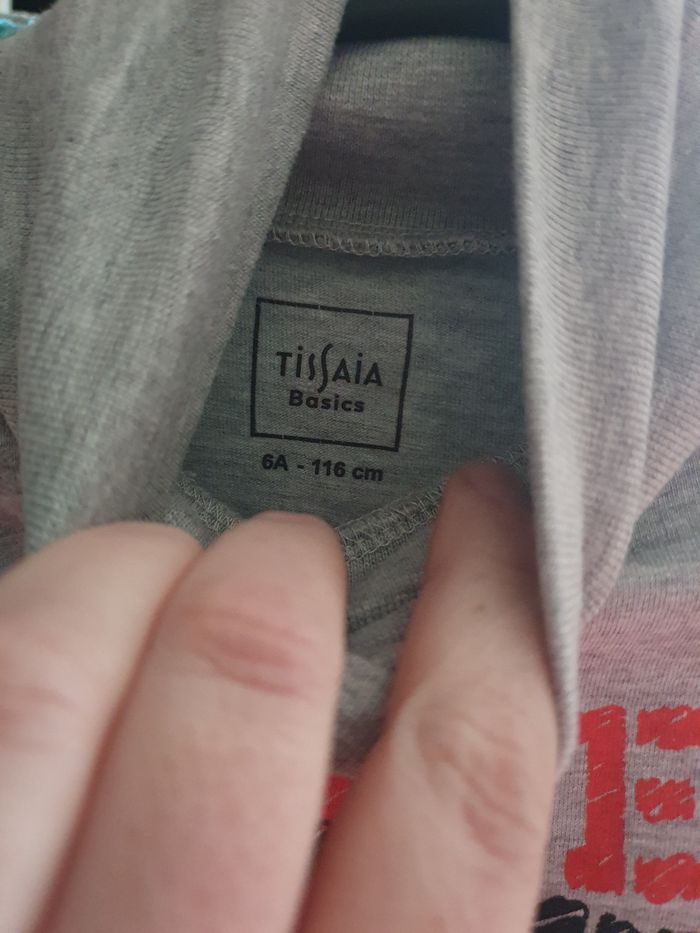 TissAiA
Basics
6A - 116 cm